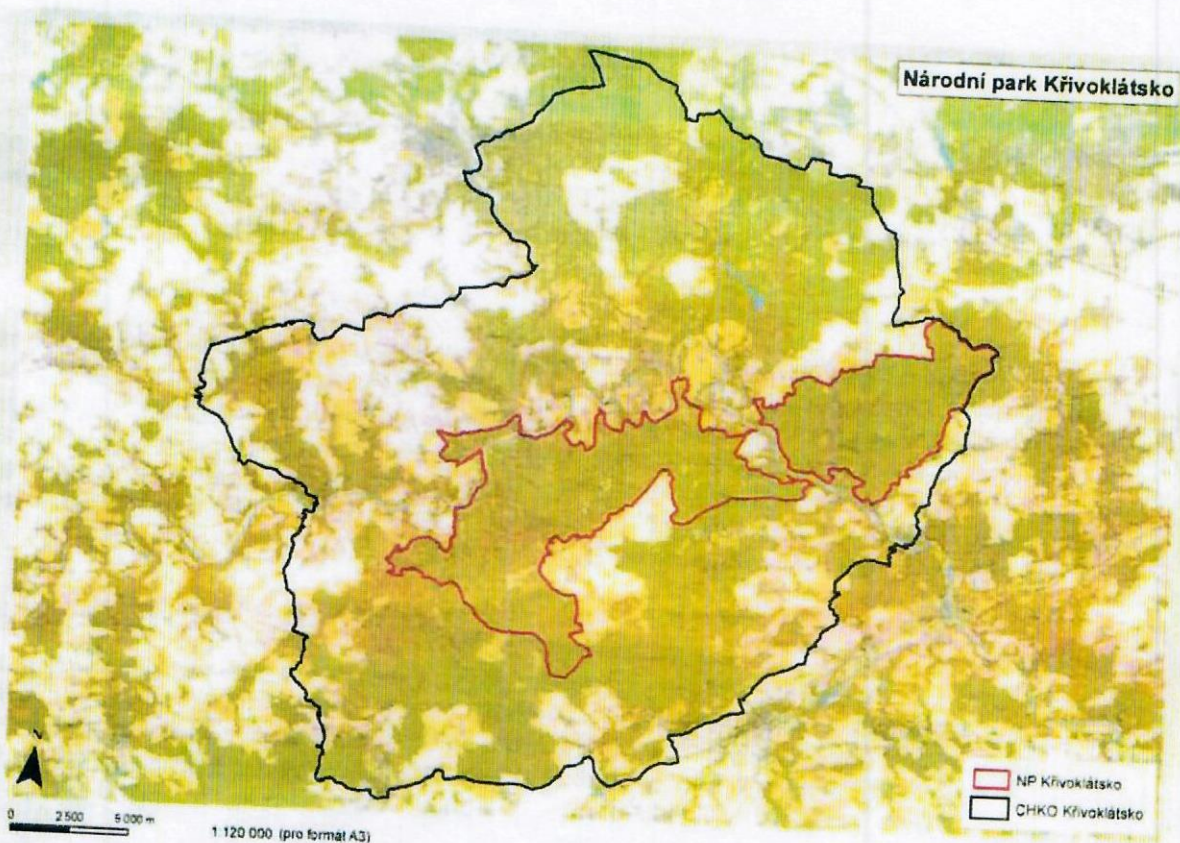 Národní park Křivoklátsko
N
NP Křivoklátsko
CHKO Křivoklátsko
0 2 500 5 000 m
1:120 000 (pro formát A3)